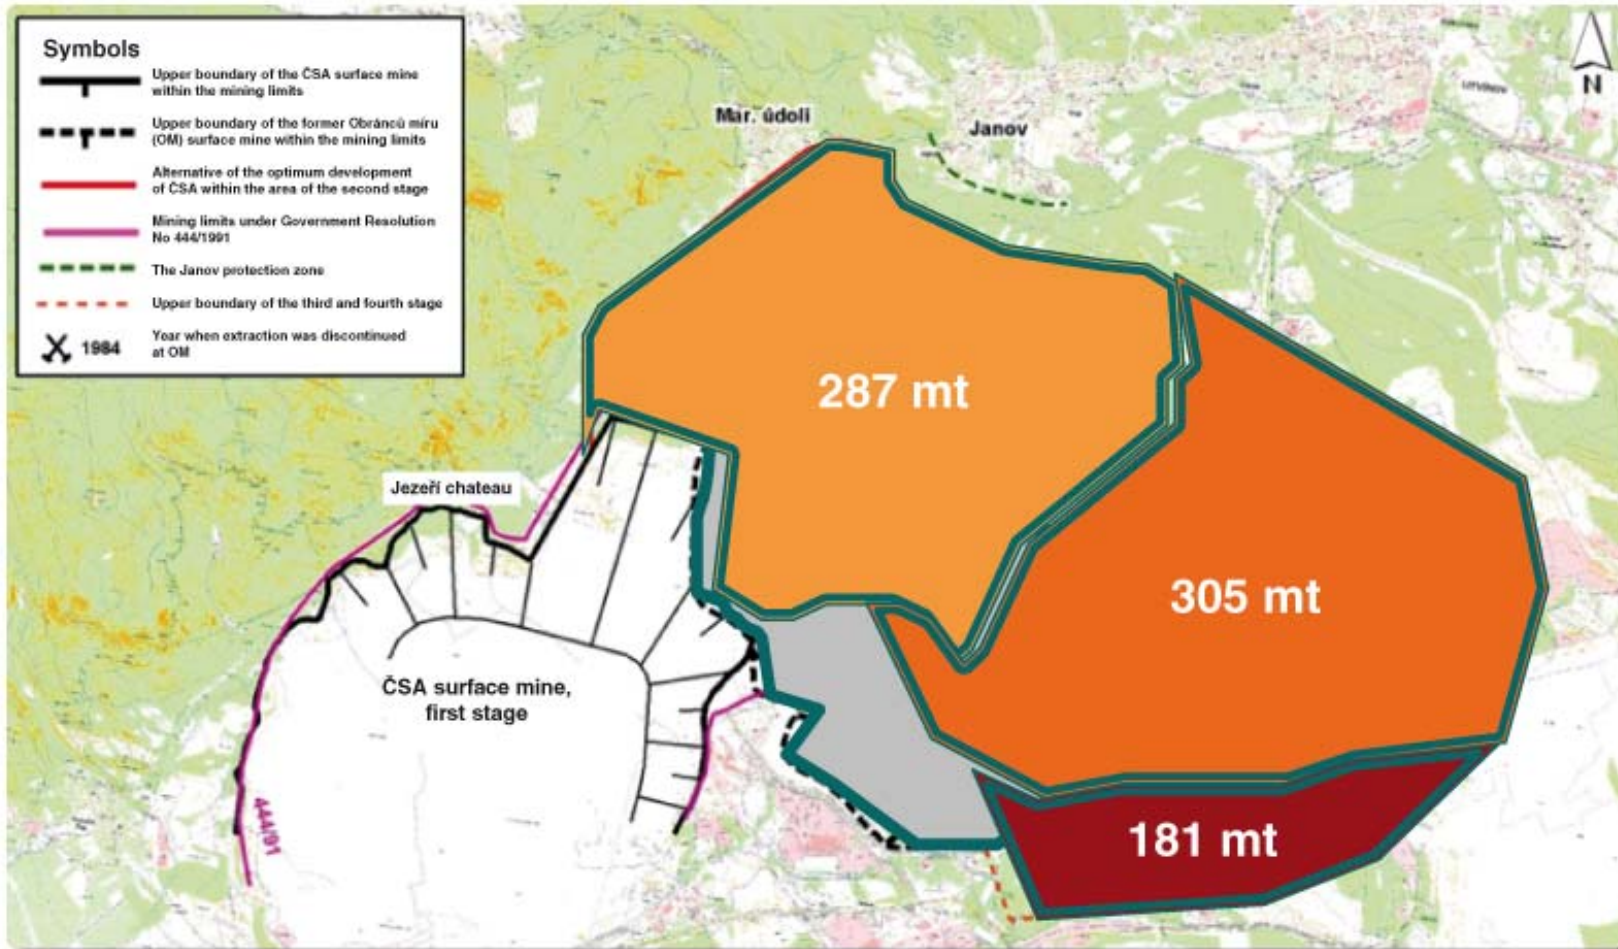 Symbols
Upper boundary of the ČSA surface mine
within the mining limits
Upper boundary of the former Obránců míru
(OM) surface mine within the mining limits
Alternative of the optimum development
of ČSA within the area of the second stage
Mining limits under Government Resolution
No 444/1991
The Janov protection zone
Upper boundary of the third and fourth stage
1984
Year when extraction was discontinued
at OM
N
LITVÍNOV
Mar. údolí
Janov
287 mt
Jezeří chateau
305 mt
ČSA surface mine,
first stage
444/91
181 mt